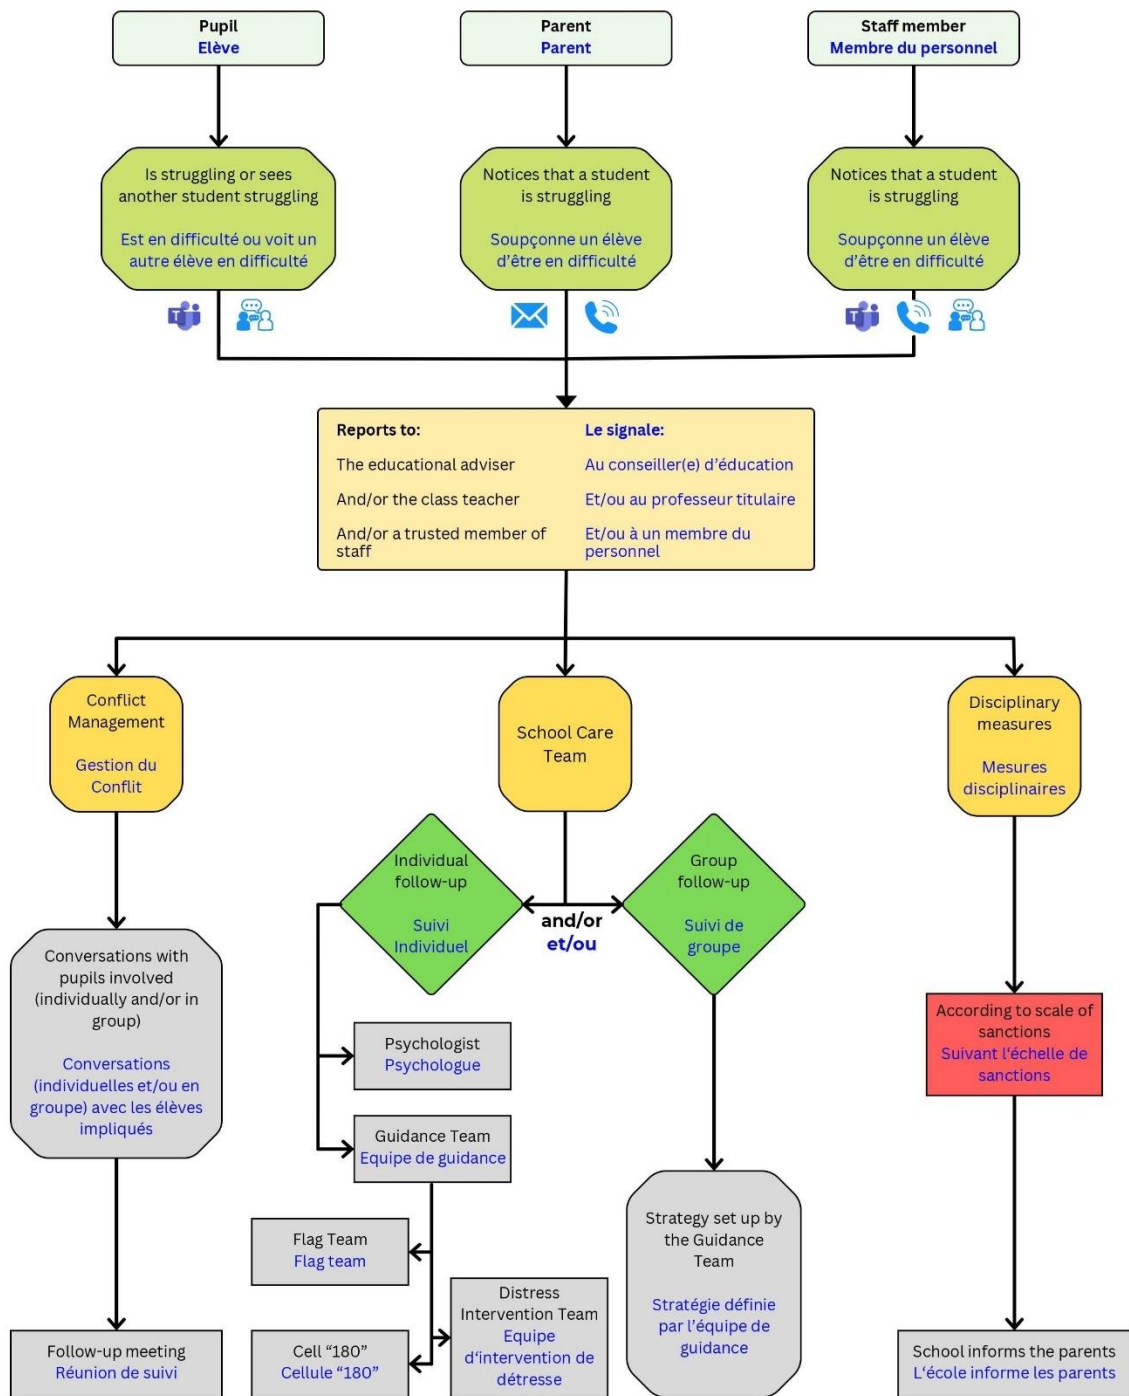 Pupil
Elève
Parent
Parent
Staff member
Membre du personnel
Is struggling or sees
another student struggling
Est en difficulté ou voit un
autre élève en difficulté
Notices that a student
is struggling
Soupçonne un élève
d'être en difficulté
Notices that a student
is struggling
Soupçonne un élève
d'être en difficulté
T
T
Reports to:
The educational adviser
And/or the class teacher
And/or a trusted member of
staff
Le signale:
Au conseiller(e) d'éducation
Et/ou au professeur titulaire
Et/ou à un membre du
personnel
Conflict
Management
Gestion du
Conflit
School Care
Team
Disciplinary
measures
Mesures
disciplinaires
Individual
follow-up
Suivi
Individuel
and/or
et/ou
Group
follow-up
Suivi de
groupe
Conversations with
pupils involved
(individually and/or in
group)
Conversations
(individuelles et/ou en
groupe) avec les élèves
impliqués
According to scale of
sanctions
Suivant l'échelle de
sanctions
Psychologist
Psychologue
Guidance Team
Equipe de guidance
Flag Team
Flag team
Distress
Intervention Team
Equipe
d'intervention de
détresse
Cell “180”
Cellule “180”
Strategy set up by
the Guidance
Team
Stratégie définie
par l'équipe de
guidance
Follow-up meeting
Réunion de suivi
School informs the parents
L'école informe les parents